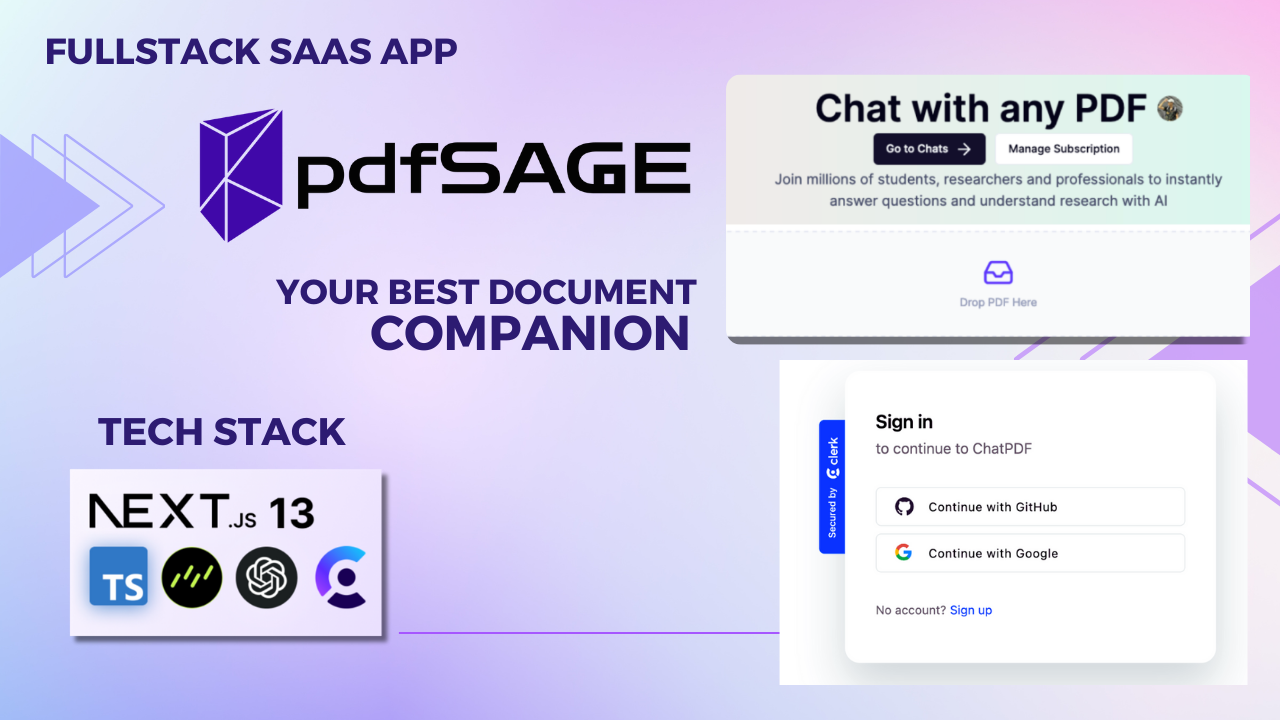 FULLSTACK SAAS APP
pdfSAGE
YOUR BEST DOCUMENT
COMPANION
TECH STACK
NEXT.JS 13
TS
Chat with any PDF
Go to Chats
Manage Subscription
Join millions of students, researchers and professionals to instantly
answer questions and understand research with AI
Drop PDF Here
Secured by clerk
Sign in
to continue to ChatPDF
Continue with GitHub
Continue with Google
No account? Sign up